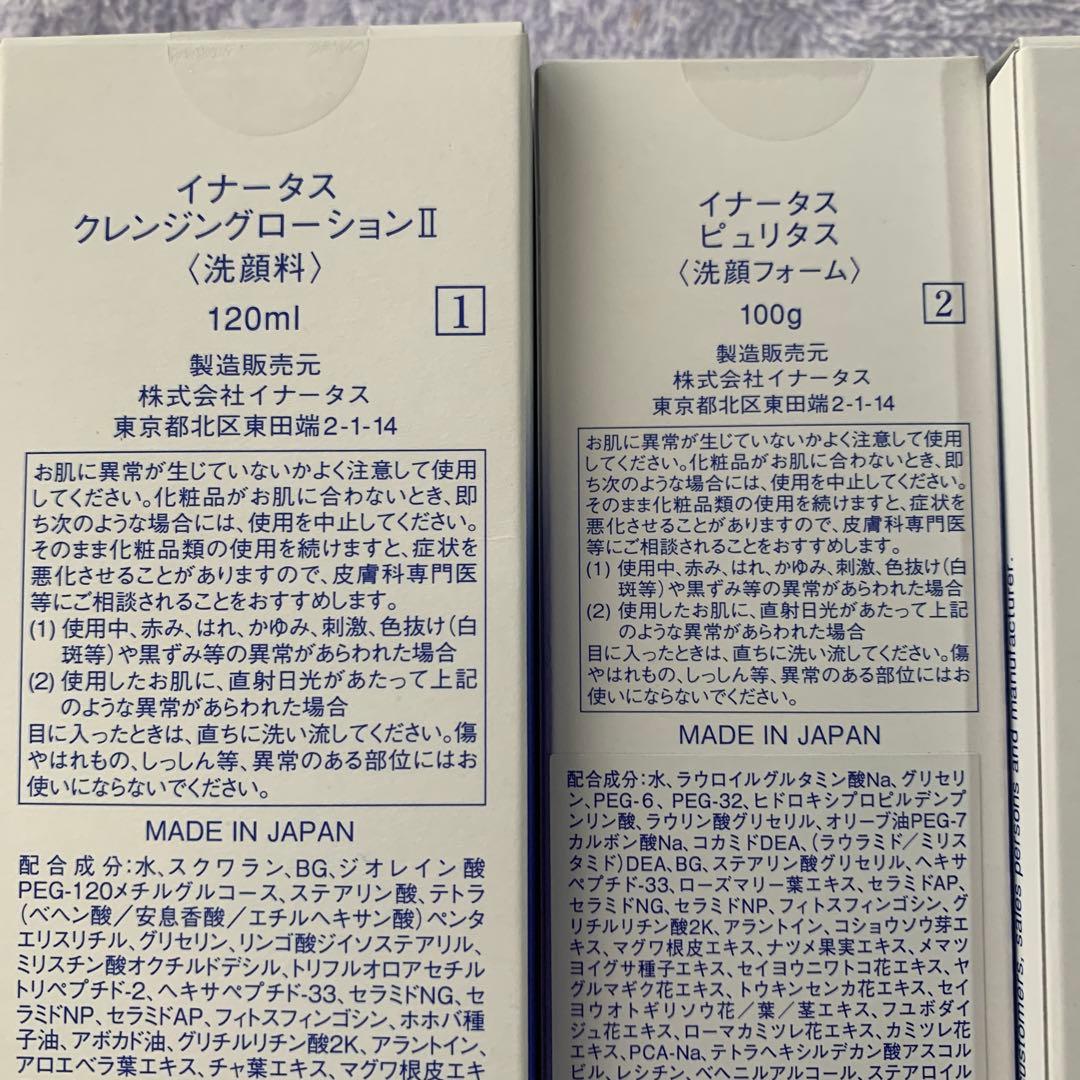 イナータス
クレンジングローションⅡ
〈洗顔料〉
120ml
1
製造販売元
株式会社イナータス
東京都北区東田端2-1-14
お肌に異常が生じていないかよく注意して使用
してください。化粧品がお肌に合わないとき、即
ち次のような場合には、使用を中止してください。
そのまま化粧品類の使用を続けますと、症状を
悪化させることがありますので、皮膚科専門医
等にご相談されることをおすすめします。
(1) 使用中、赤み、はれ、かゆみ、刺激、色抜け(白
斑等)や黒ずみ等の異常があらわれた場合
(2) 使用したお肌に、直射日光があたって上記
のような異常があらわれた場合
目に入ったときは、直ちに洗い流してください。傷
やはれもの、しっしん等、異常のある部位にはお
使いにならないでください。
MADE IN JAPAN
配合成分:水、スクワラン、BG、ジオレイン酸
PEG-120メチルグルコース、ステアリン酸、テトラ
(ベヘン酸／安息香酸／エチルヘキサン酸)ペンタ
エリスリチル、グリセリン、リンゴ酸ジイソステアリル、
ミリスチン酸オクチルドデシル、トリフルオロアセチル
トリペプチド-2、ヘキサペプチド-33、セラミドNG、セ
ラミドNP、セラミドAP、フィトスフィンゴシン、ホホバ種
子油、アボカド油、グリチルリチン酸2K、アラントイン、
アロエベラ葉エキス、チャ葉エキス、マグワ根皮エキ
イナータス
ピュリタス
〈洗顔フォーム〉
100g
2
製造販売元
株式会社イナータス
東京都北区東田端2-1-14
お肌に異常が生じていないかよく注意して使用
してください。化粧品がお肌に合わないとき、即
ち次のような場合には、使用を中止してください。
そのまま化粧品類の使用を続けますと、症状を
悪化させることがありますので、皮膚科専門医
等にご相談されることをおすすめします。
(1) 使用中、赤み、はれ、かゆみ、刺激、色抜け(白
斑等)や黒ずみ等の異常があらわれた場合
(2) 使用したお肌に、直射日光があたって上記
のような異常があらわれた場合
目に入ったときは、直ちに洗い流してください。傷
やはれもの、しっしん等、異常のある部位にはお
使いにならないでください。
MADE IN JAPAN
配合成分:水、ラウロイルグルタミン酸Na、グリセリ
ン、PEG-6、PEG-32、ヒドロキシプロピルデンプ
ンリン酸、ラウリン酸グリセリル、オリーブ油PEG-7
カルボン酸Na、コカミドDEA、(ラウラミド／ミリス
タミド)DEA、BG、ステアリン酸グリセリル、ヘキサ
ペプチド-33、ローズマリー葉エキス、セラミドAP、
セラミドNG、セラミドNP、フィトスフィンゴシン、グ
リチルリチン酸2K、アラントイン、コショウソウ芽エ
キス、マグワ根皮エキス、ナツメ果実エキス、メマツ
ヨイグサ種子エキス、セイヨウニワトコ花エキス、ヤ
グルマギク花エキス、トウキンセンカ花エキス、セイ
ヨウオトギリソウ花／葉／茎エキス、フユボダイ
ジュ花エキス、ローマカミツレ花エキス、カミツレ花
エキス、PCA-Na、テトラヘキシルデカン酸アスコル
ビル、レシチン、ベヘニルアルコール、ステアロイル
customers, sales persons and manufacturer.